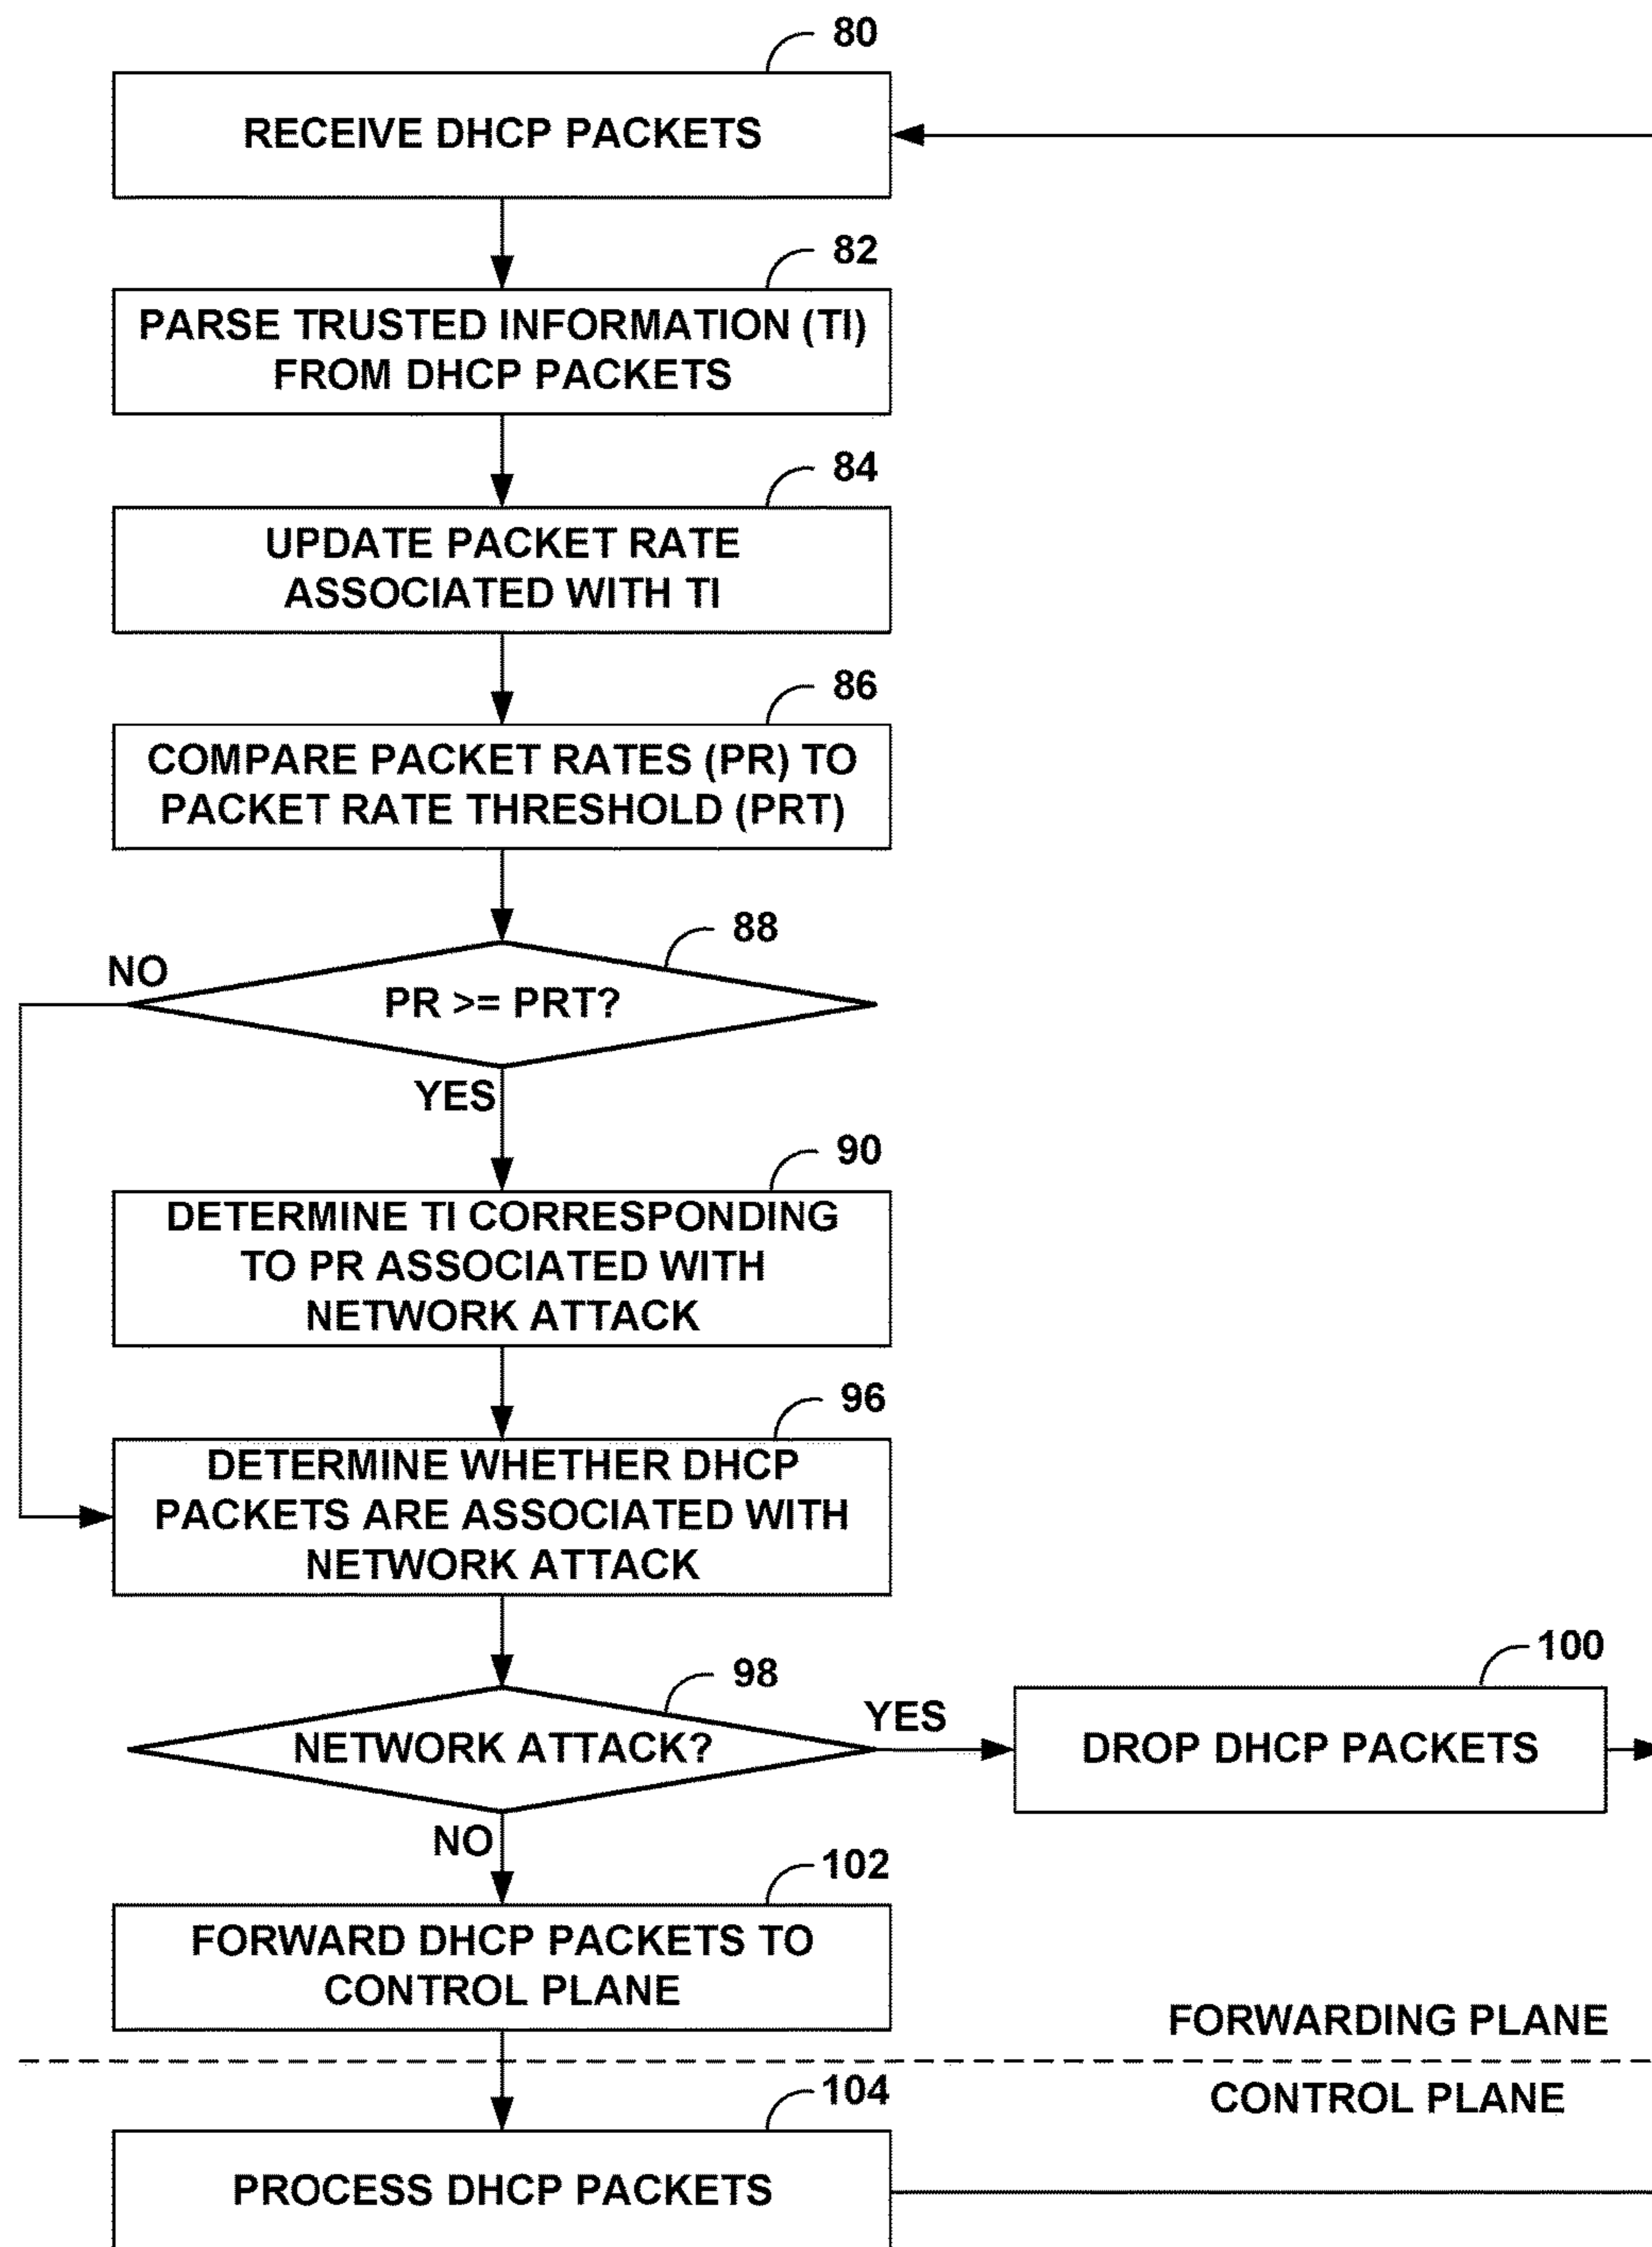 80
RECEIVE DHCP PACKETS
82
PARSE TRUSTED INFORMATION (TI)
FROM DHCP PACKETS
84
UPDATE PACKET RATE
ASSOCIATED WITH TI
86
COMPARE PACKET RATES (PR) TO
PACKET RATE THRESHOLD (PRT)
88
NO
PR >= PRT?
YES
90
DETERMINE TI CORRESPONDING
TO PR ASSOCIATED WITH
NETWORK ATTACK
96
DETERMINE WHETHER DHCP
PACKETS ARE ASSOCIATED WITH
NETWORK ATTACK
98
NETWORK ATTACK?
YES
100
DROP DHCP PACKETS
NO
102
FORWARD DHCP PACKETS TO
CONTROL PLANE
FORWARDING PLANE
CONTROL PLANE
104
PROCESS DHCP PACKETS